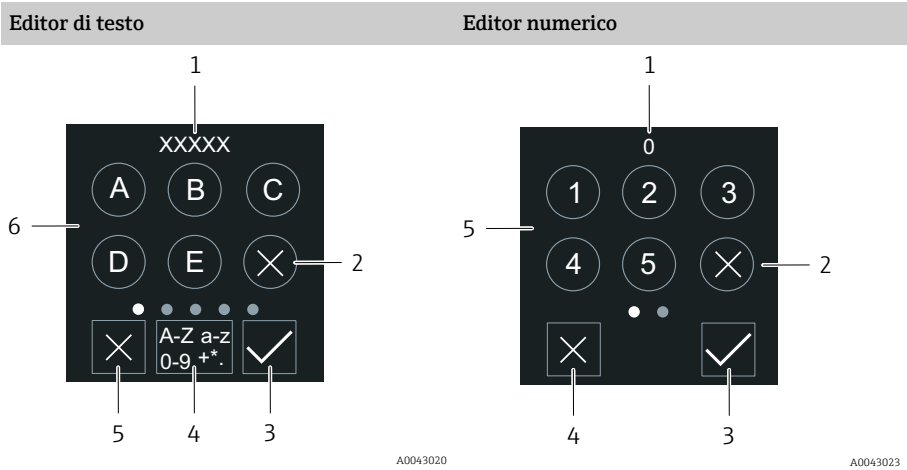 Editor di testo
Editor numerico
1
XXXXX
A B C
6
D E
2
A-Z a-z
0-9 +*.
5 4 3
A0043020
1
0
1 2 3
5
4 5
2
4 3
A0043023